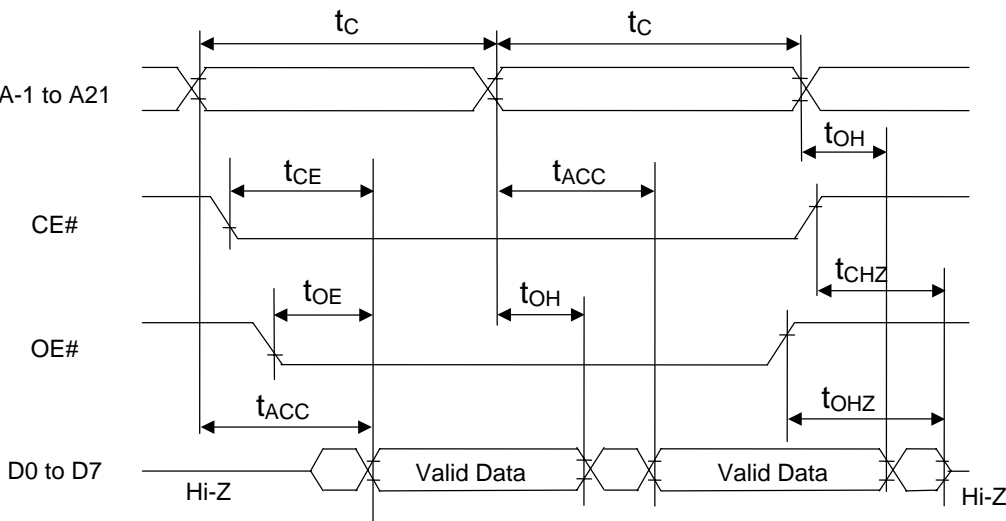 tC tC
A-1 to A21
tOH
tCE tACC
CE#
tCHZ
tOE tOH
OE#
tOHZ
tACC
D0 to D7 Valid Data Valid Data
Hi-Z Hi-Z